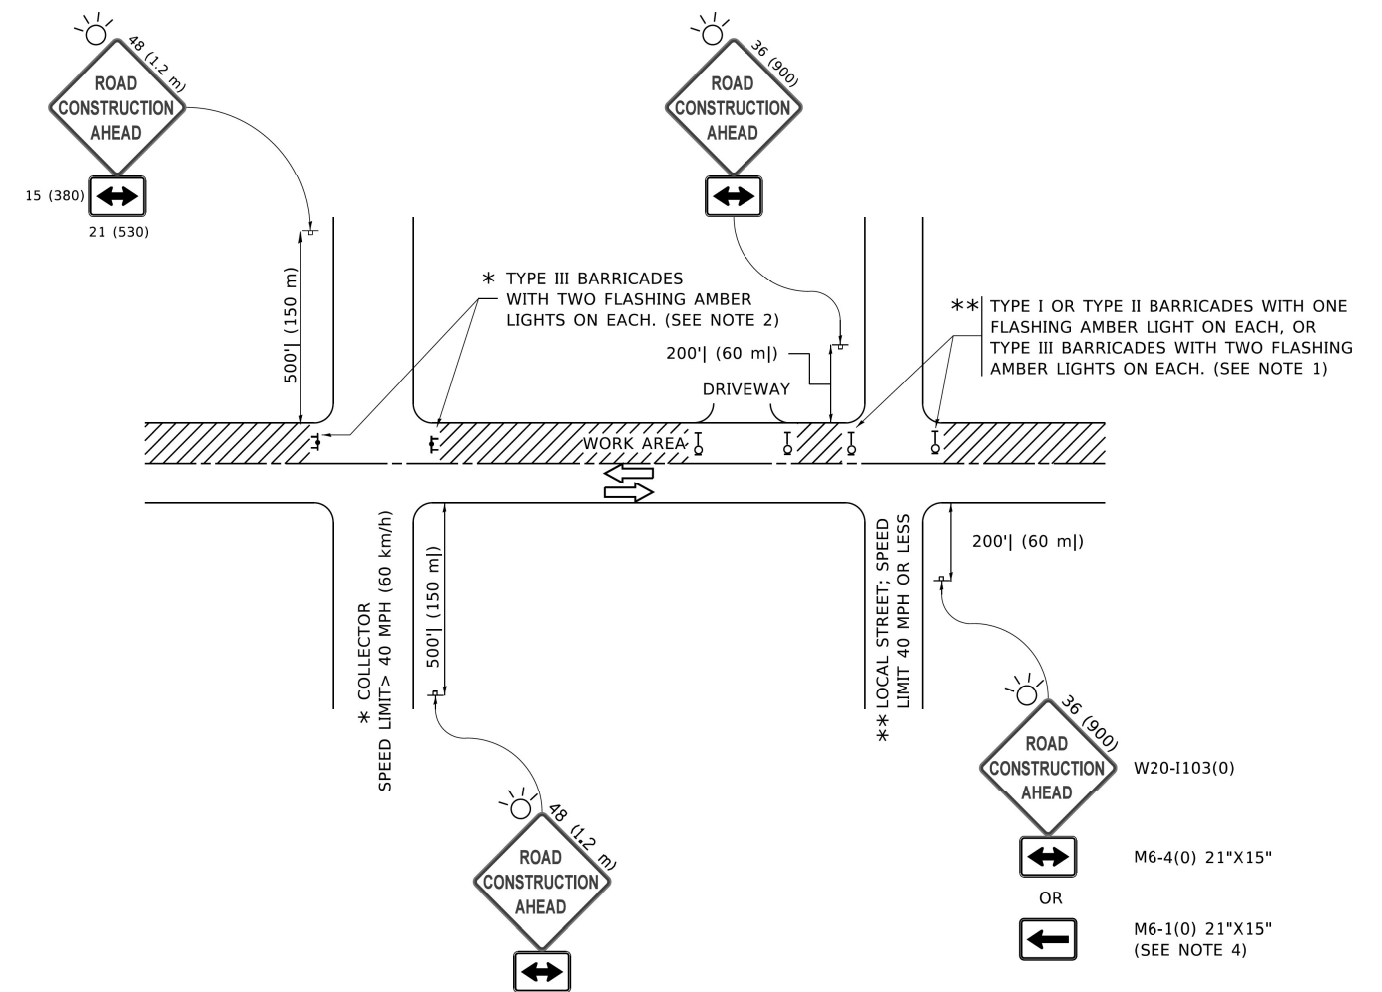 48 (1.2 m)
ROAD
CONSTRUCTION
AHEAD
15 (380)
21 (530)
36 (900)
ROAD
CONSTRUCTION
AHEAD
500'| (150 m)
* TYPE III BARRICADES
WITH TWO FLASHING AMBER
LIGHTS ON EACH. (SEE NOTE 2)
200'| (60 m|)
DRIVEWAY
** TYPE I OR TYPE II BARRICADES WITH ONE
FLASHING AMBER LIGHT ON EACH, OR
TYPE III BARRICADES WITH TWO FLASHING
AMBER LIGHTS ON EACH. (SEE NOTE 1)
WORK AREA
* COLLECTOR
SPEED LIMIT> 40 MPH (60 km/h)
500'| (150 m|)
** LOCAL STREET; SPEED
LIMIT 40 MPH OR LESS
200'| (60 m|)
48 (1.2 m)
ROAD
CONSTRUCTION
AHEAD
36 (900)
ROAD
CONSTRUCTION
AHEAD
W20-I103(0)
M6-4(0) 21"X15"
OR
M6-1(0) 21"X15"
(SEE NOTE 4)